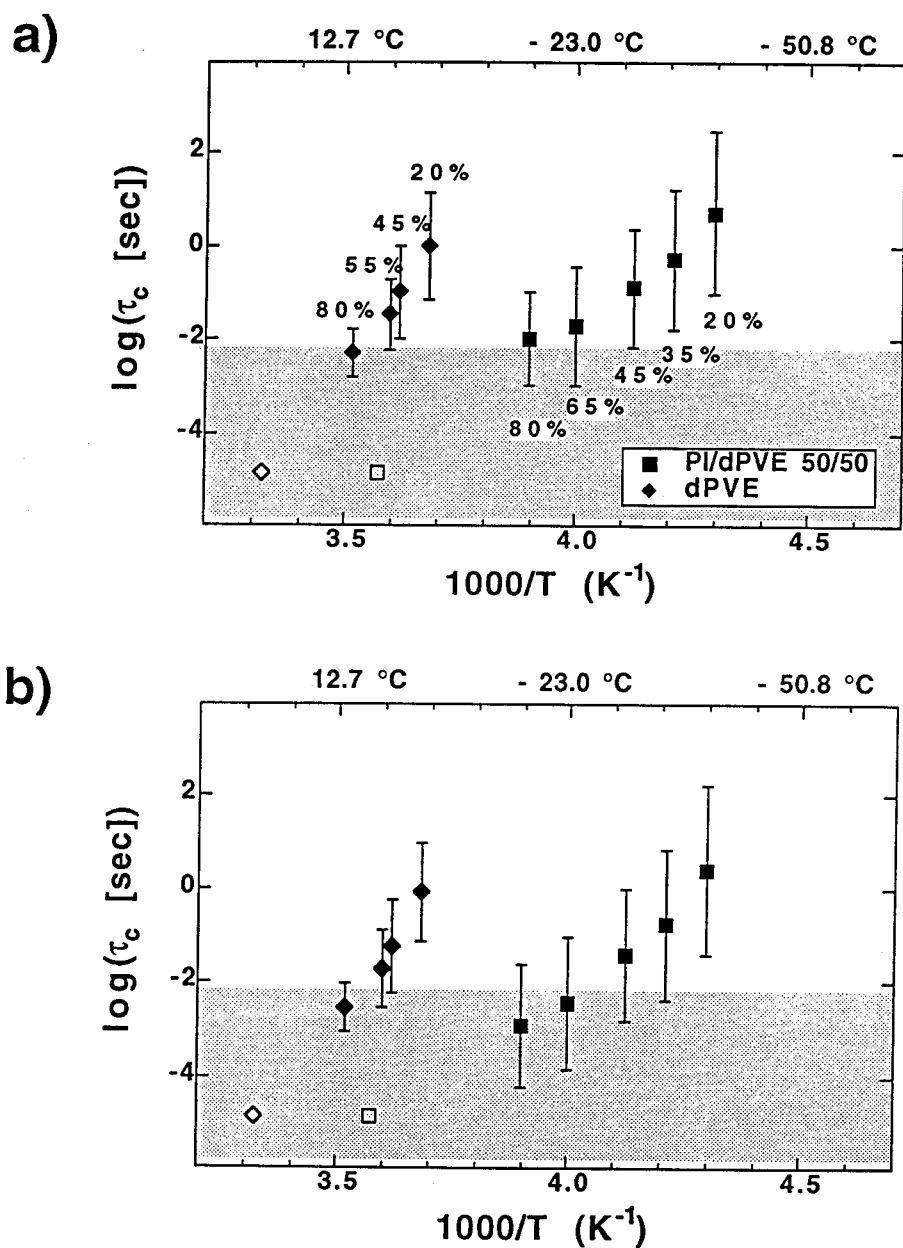 a)
12.7 °C - 23.0 °C - 50.8 °C
2
20%
45%
0
55%
80%
-2
20%
35%
45%
65%
80%
-4
PI/dPVE 50/50
dPVE
log(τc [sec])
3.5 4.0 4.5
1000/T (K⁻¹)
b)
12.7 °C - 23.0 °C - 50.8 °C
2
0
-2
-4
log(τc [sec])
3.5 4.0 4.5
1000/T (K⁻¹)